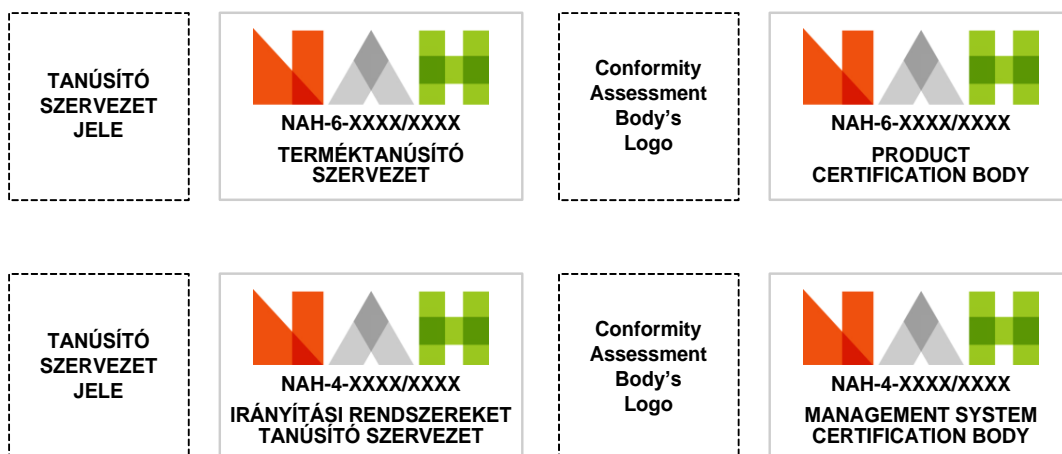 TANÚSÍTÓ
SZERVEZET
JELE
NAH
NAH-6-XXXX/XXXX
TERMÉKTANÚSÍTÓ
SZERVEZET
Conformity
Assessment
Body's
Logo
NAH
NAH-6-XXXX/XXXX
PRODUCT
CERTIFICATION BODY
TANÚSÍTÓ
SZERVEZET
JELE
NAH
NAH-4-XXXX/XXXX
IRÁNYÍTÁSI RENDSZEREKET
TANÚSÍTÓ SZERVEZET
Conformity
Assessment
Body's
Logo
NAH
NAH-4-XXXX/XXXX
MANAGEMENT SYSTEM
CERTIFICATION BODY